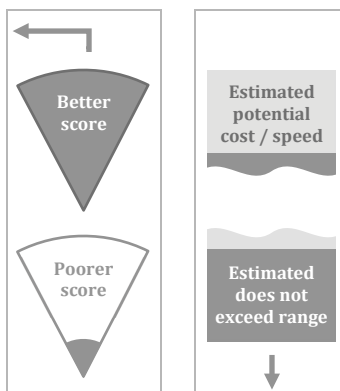 Better
score
Poorer
score
Estimated
potential
cost / speed
Estimated
does not
exceed range